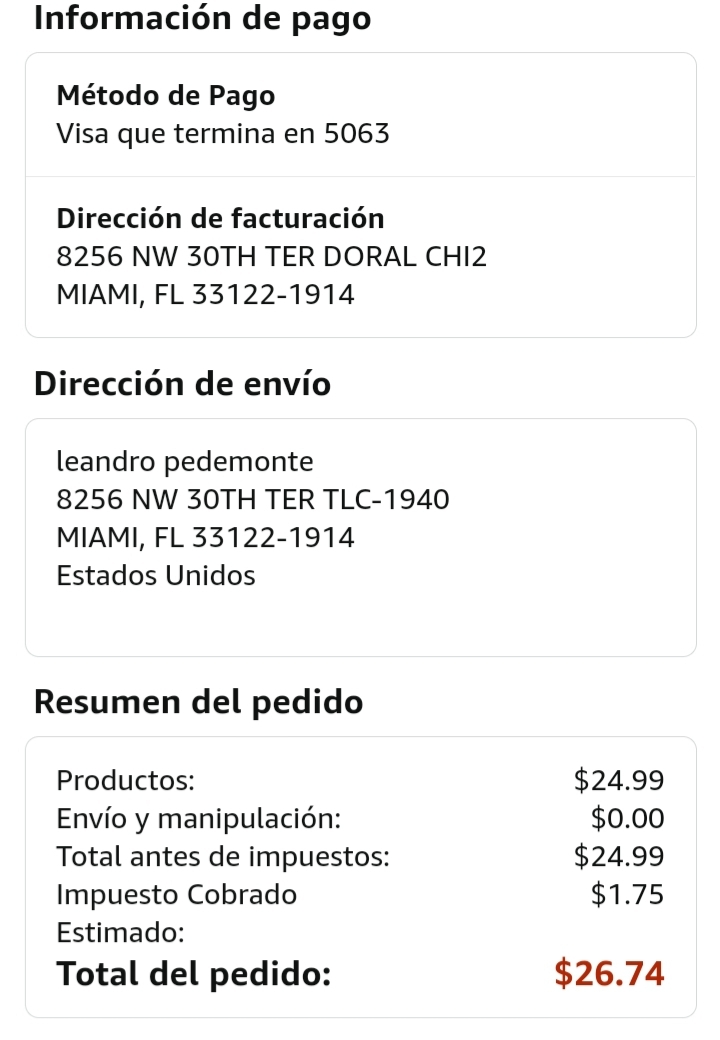 Información de pago
Método de Pago
Visa que termina en 5063
Dirección de facturación
8256 NW 30TH TER DORAL CHI2
MIAMI, FL 33122-1914
Dirección de envío
leandro pedemonte
8256 NW 30TH TER TLC-1940
MIAMI, FL 33122-1914
Estados Unidos
Resumen del pedido
Productos: $24.99
Envío y manipulación: $0.00
Total antes de impuestos: $24.99
Impuesto Cobrado $1.75
Estimado:
Total del pedido: $26.74